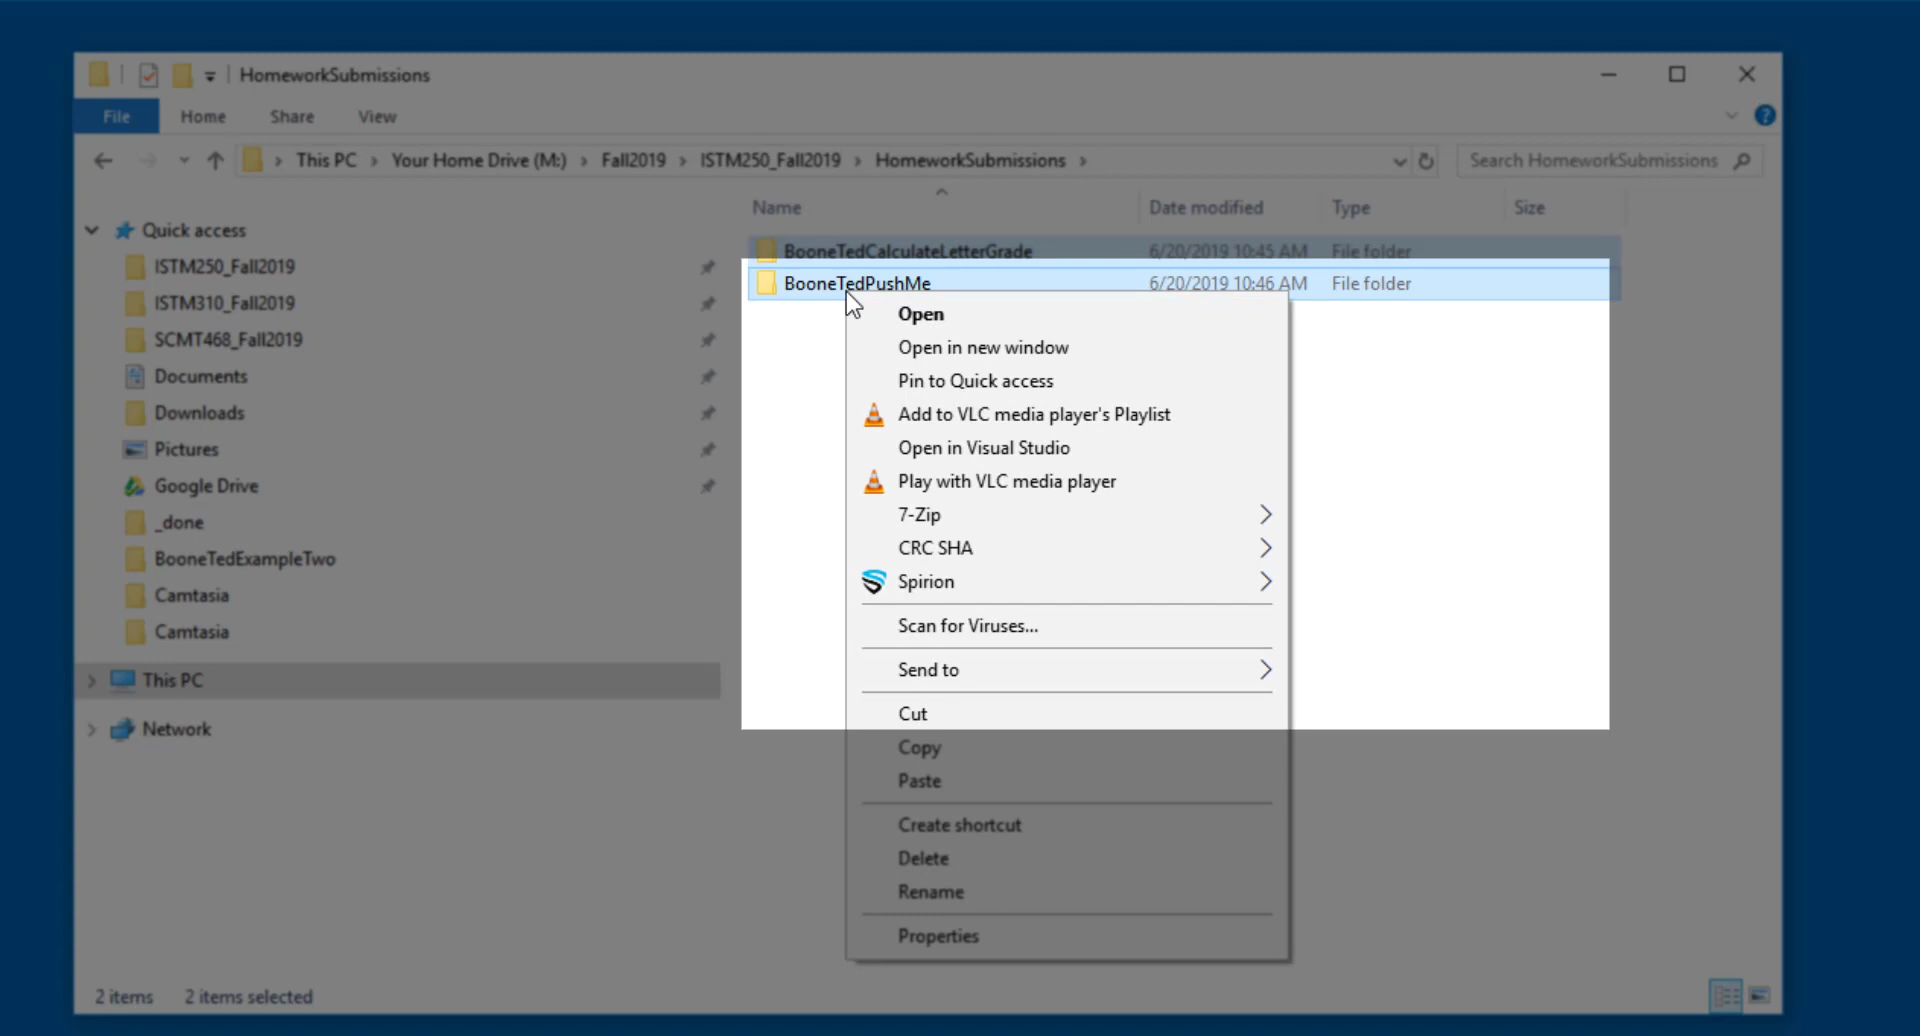 HomeworkSubmissions
File Home Share View
This PC Your Home Drive (M:) Fall2019 ISTM250_Fall2019 HomeworkSubmissions Search HomeworkSubmissions
Name Date modified Type Size
Quick access
ISTM250_Fall2019
ISTM310_Fall2019
SCMT468_Fall2019
Documents
Downloads
Pictures
Google Drive
_done
BooneTedExampleTwo
Camtasia
Camtasia
This PC
Network
BooneTedCalculateLetterGrade 6/20/2019 10:45 AM File folder
BooneTedPushMe 6/20/2019 10:46 AM File folder
Open
Open in new window
Pin to Quick access
Add to VLC media player's Playlist
Open in Visual Studio
Play with VLC media player
7-Zip
CRC SHA
Spirion
Scan for Viruses...
Send to
Cut
Copy
Paste
Create shortcut
Delete
Rename
Properties
2 items 2 items selected